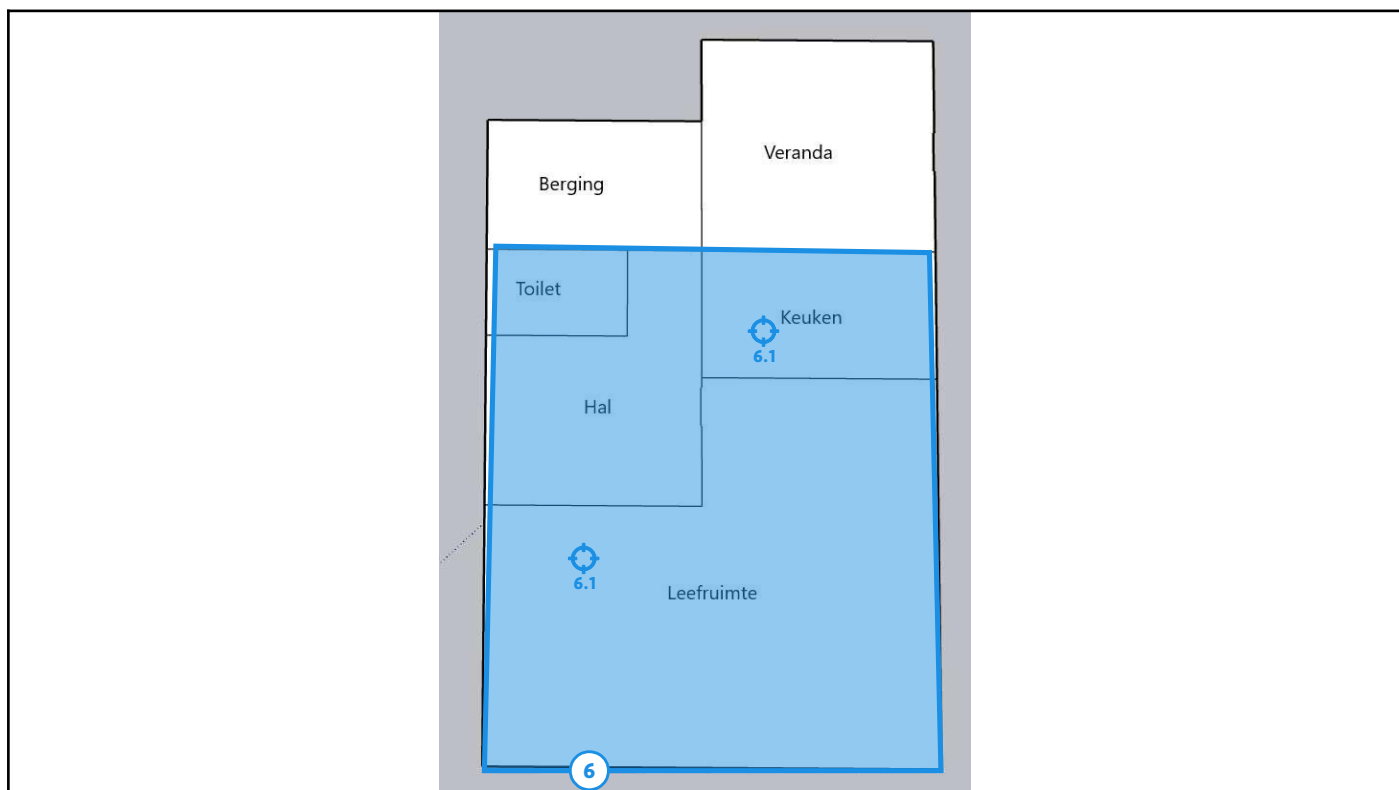 Veranda
Berging
Toilet
Keuken
6.1
Hal
6.1
Leefruimte
6